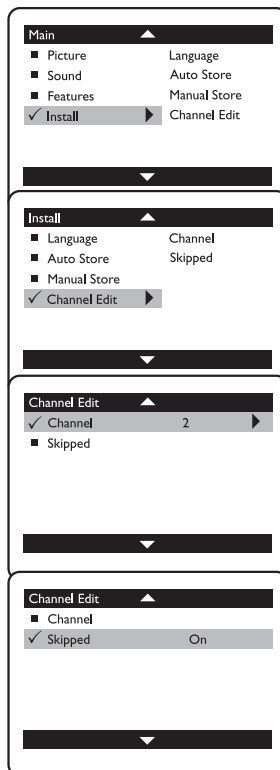 Main
Picture Language
Sound Auto Store
Features Manual Store
✓ Install Channel Edit
Install
Language Channel
Auto Store Skipped
Manual Store
✓ Channel Edit
Channel Edit
✓ Channel 2
Skipped
Channel Edit
Channel
✓ Skipped On